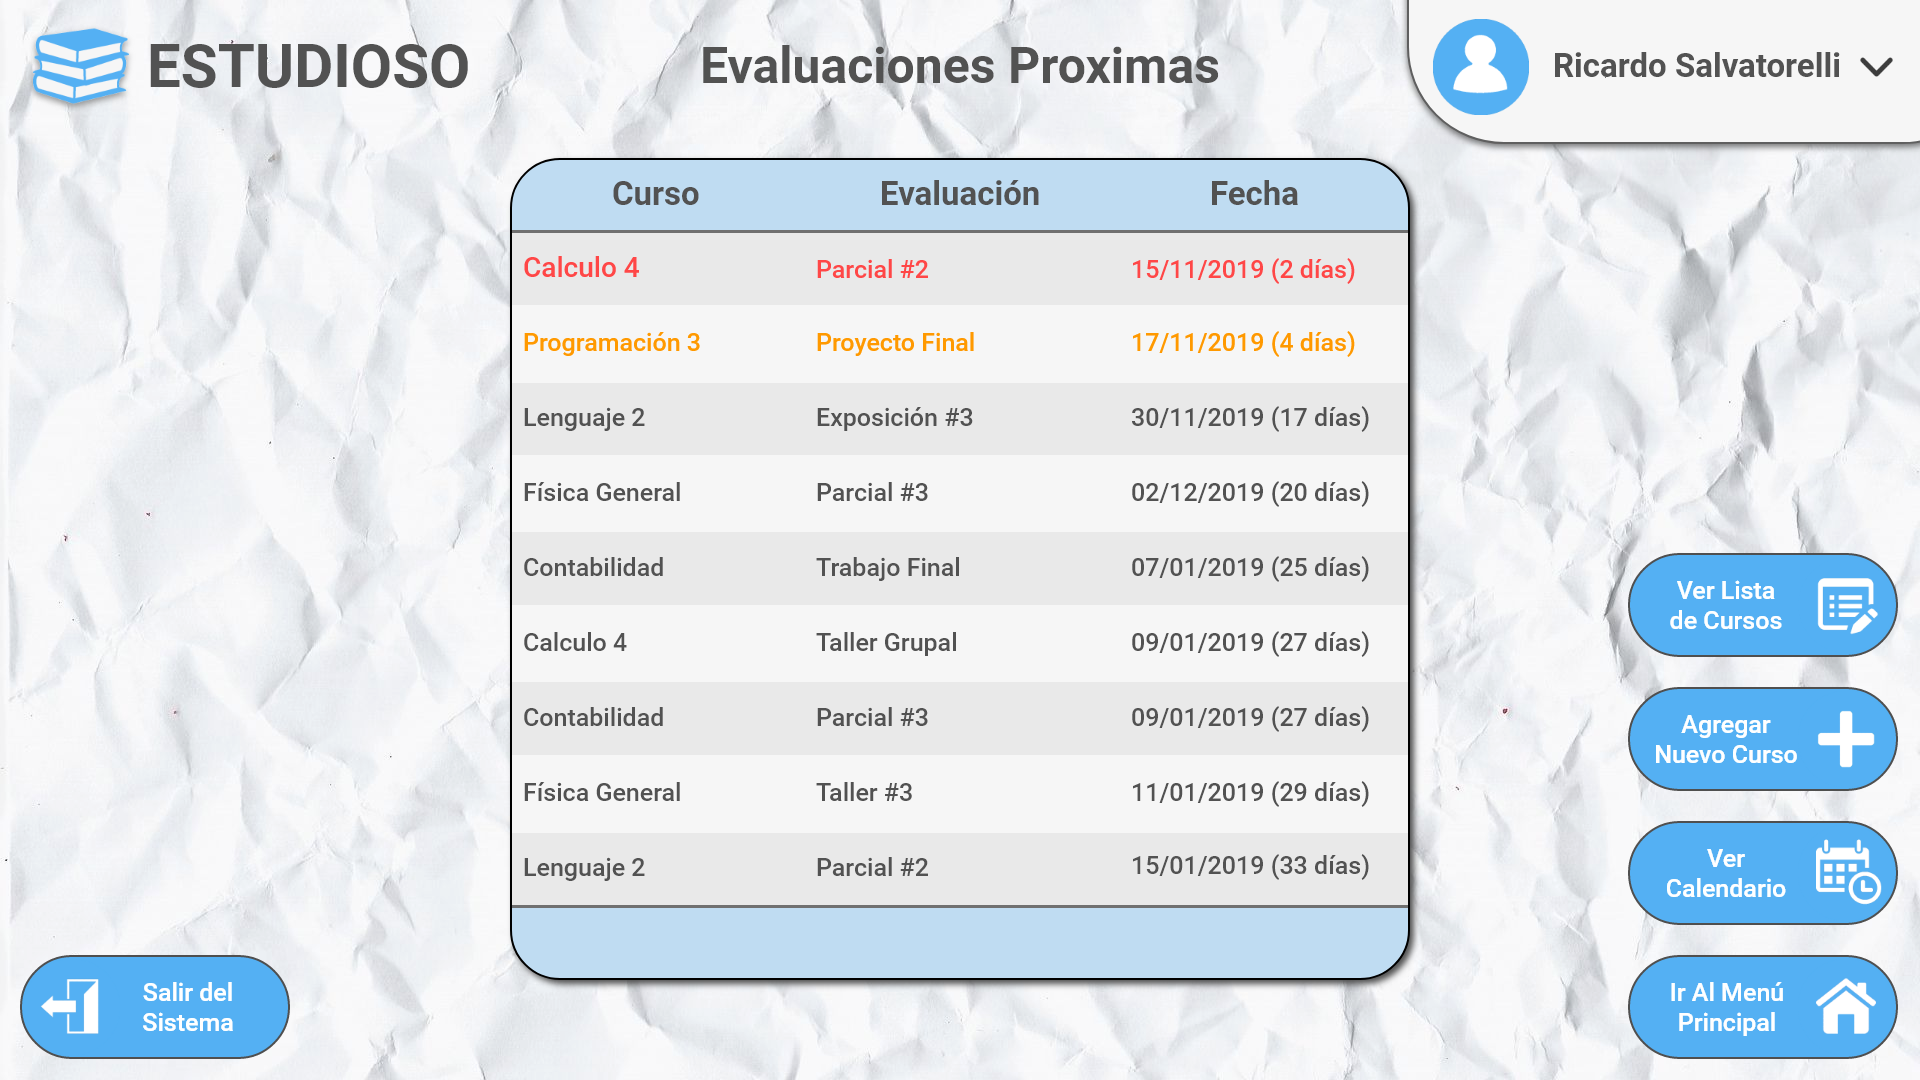 ESTUDIOSO
Evaluaciones Proximas
Ricardo Salvatorelli
Curso Evaluación Fecha
Calculo 4 Parcial #2 15/11/2019 (2 días)
Programación 3 Proyecto Final 17/11/2019 (4 días)
Lenguaje 2 Exposición #3 30/11/2019 (17 días)
Física General Parcial #3 02/12/2019 (20 días)
Contabilidad Trabajo Final 07/01/2019 (25 días)
Calculo 4 Taller Grupal 09/01/2019 (27 días)
Contabilidad Parcial #3 09/01/2019 (27 días)
Física General Taller #3 11/01/2019 (29 días)
Lenguaje 2 Parcial #2 15/01/2019 (33 días)
Ver Lista
de Cursos
Agregar
Nuevo Curso
Ver
Calendario
Ir Al Menú
Principal
Salir del
Sistema